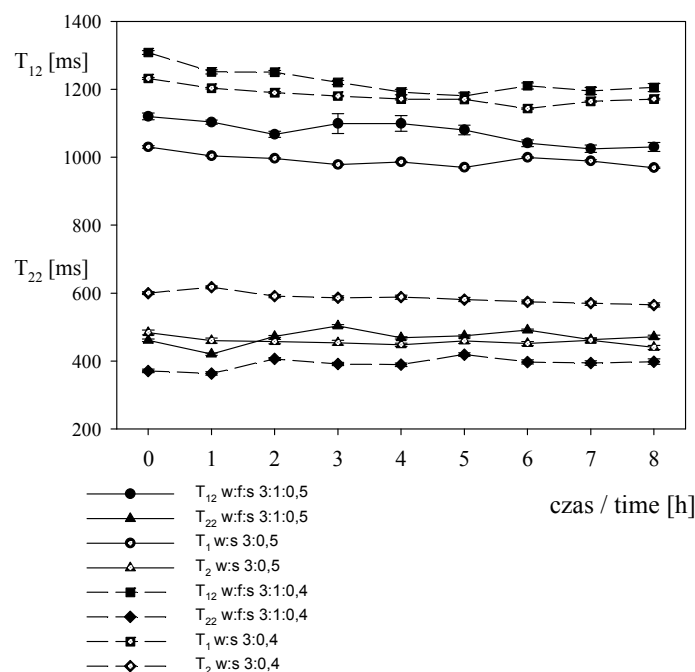 1400
T12 [ms]
1200
1000
800
T22 [ms]
600
400
200
0 1 2 3 4 5 6 7 8
czas / time [h]
T12 w:f:s 3:1:0,5
T22 w:f:s 3:1:0,5
T1 w:s 3:0,5
T2 w:s 3:0,5
T12 w:f:s 3:1:0,4
T22 w:f:s 3:1:0,4
T1 w:s 3:0,4
T2 w:s 3:0,4